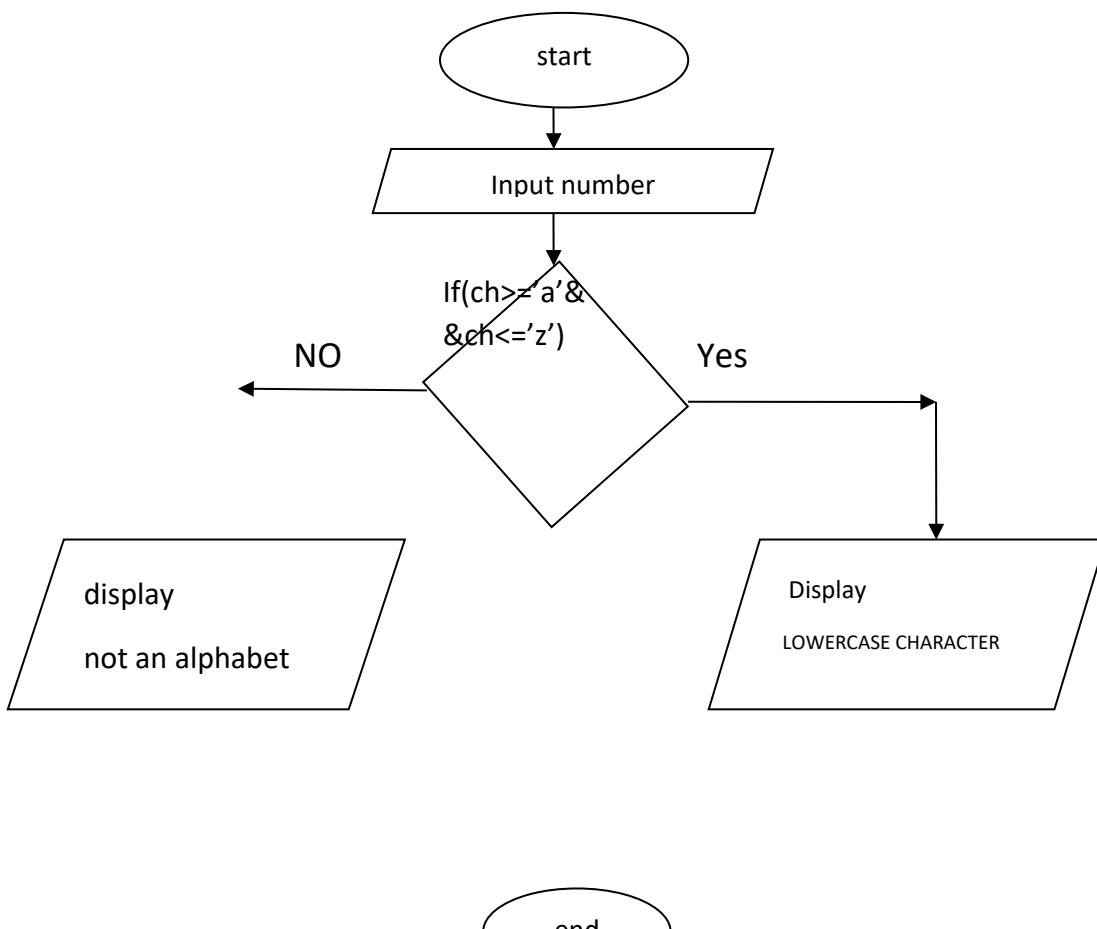 start
Input number
If(ch>=’a’&
&ch<=’z’)
NO
Yes
display
not an alphabet
Display
LOWERCASE CHARACTER
end